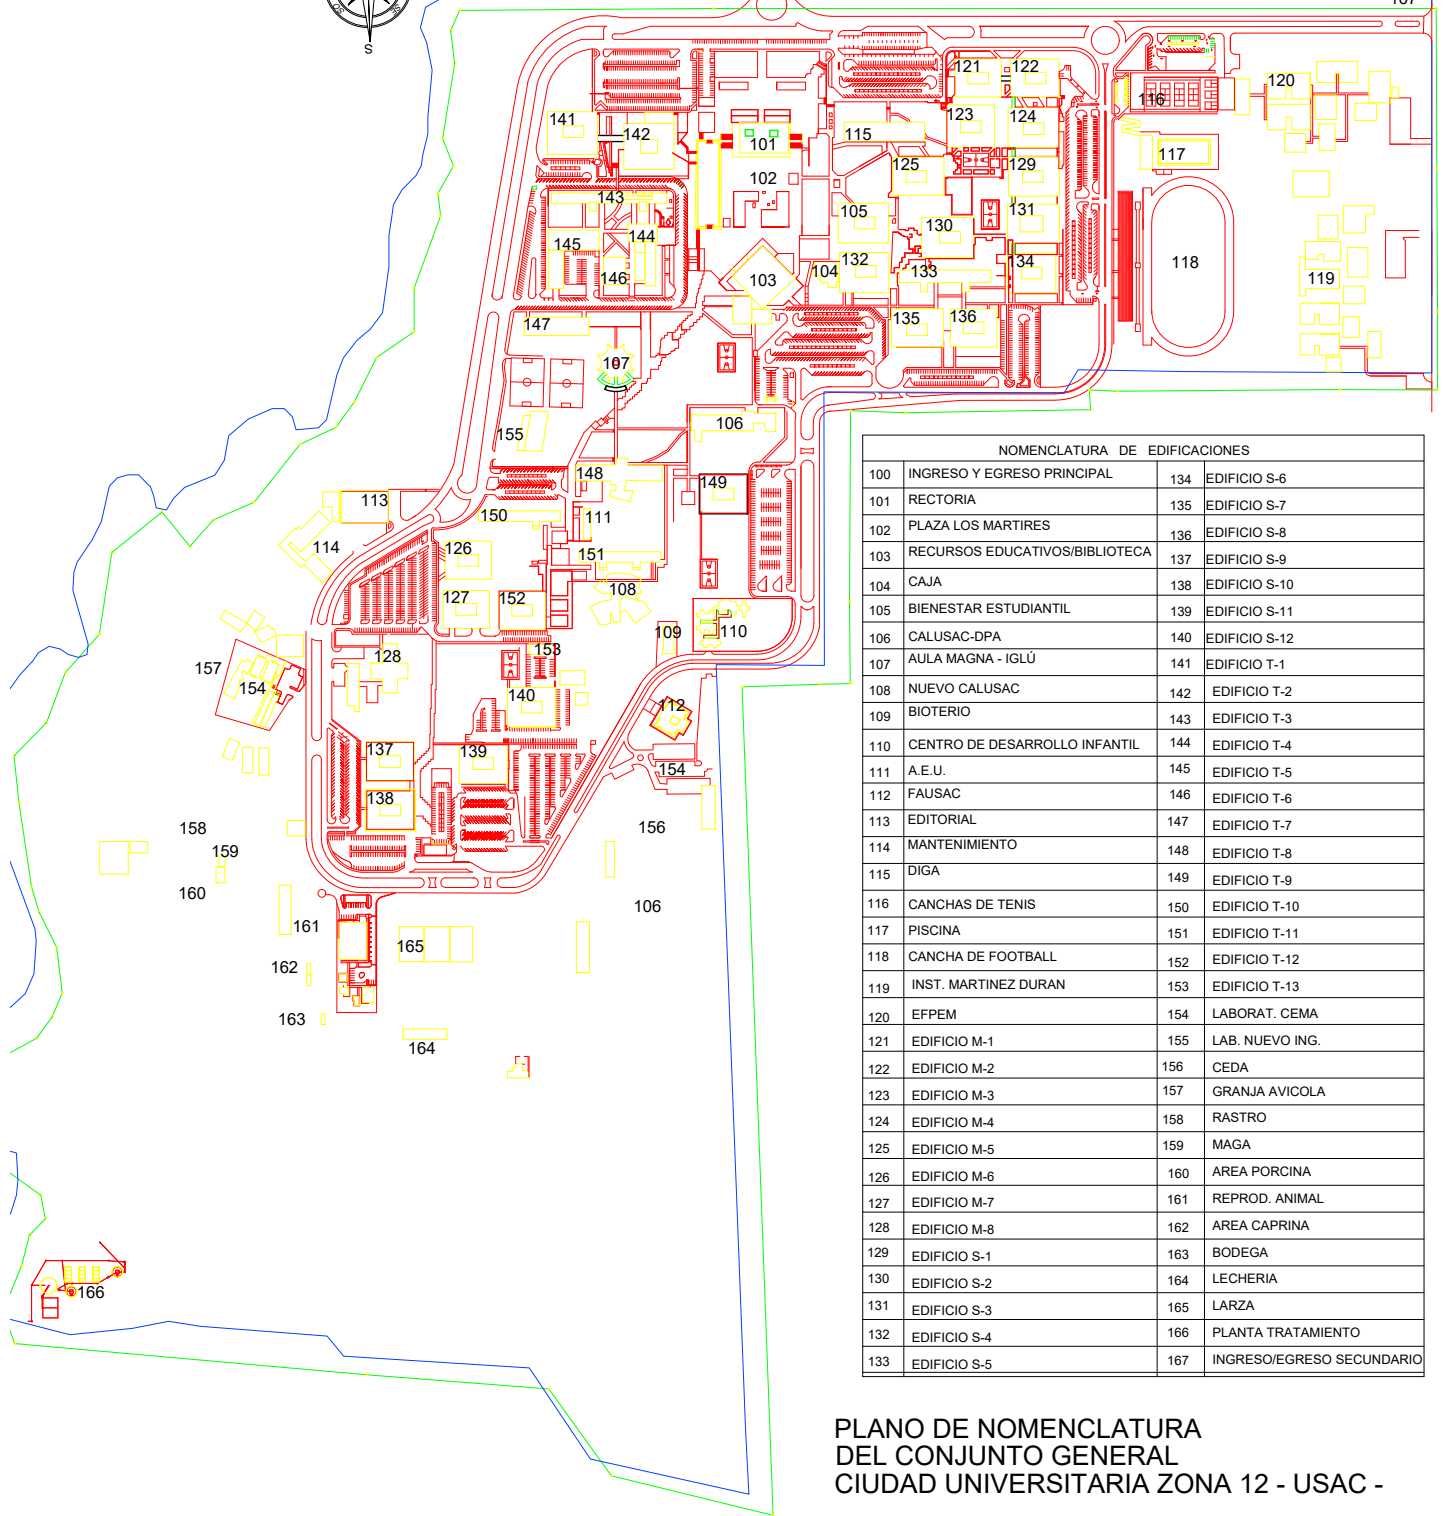 S
121
122
120
116
141
142
101
115
123
124
117
125
129
102
143
105
131
130
144
145
118
146
103
104
132
133
134
119
147
135
136
107
106
155
148
149
113
150
111
114
126
151
108
127
152
109
110
153
128
157
154
140
112
137
139
154
138
158
156
159
160
106
161
165
162
163
164
166
NOMENCLATURA DE EDIFICACIONES
100 INGRESO Y EGRESO PRINCIPAL 134 EDIFICIO S-6
101 RECTORIA 135 EDIFICIO S-7
102 PLAZA LOS MARTIRES 136 EDIFICIO S-8
103 RECURSOS EDUCATIVOS/BIBLIOTECA 137 EDIFICIO S-9
104 CAJA 138 EDIFICIO S-10
105 BIENESTAR ESTUDIANTIL 139 EDIFICIO S-11
106 CALUSAC-DPA 140 EDIFICIO S-12
107 AULA MAGNA - IGLÚ 141 EDIFICIO T-1
108 NUEVO CALUSAC 142 EDIFICIO T-2
109 BIOTERIO 143 EDIFICIO T-3
110 CENTRO DE DESARROLLO INFANTIL 144 EDIFICIO T-4
111 A.E.U. 145 EDIFICIO T-5
112 FAUSAC 146 EDIFICIO T-6
113 EDITORIAL 147 EDIFICIO T-7
114 MANTENIMIENTO 148 EDIFICIO T-8
115 DIGA 149 EDIFICIO T-9
116 CANCHAS DE TENIS 150 EDIFICIO T-10
117 PISCINA 151 EDIFICIO T-11
118 CANCHA DE FOOTBALL 152 EDIFICIO T-12
119 INST. MARTINEZ DURAN 153 EDIFICIO T-13
120 EFPEM 154 LABORAT. CEMA
121 EDIFICIO M-1 155 LAB. NUEVO ING.
122 EDIFICIO M-2 156 CEDA
123 EDIFICIO M-3 157 GRANJA AVICOLA
124 EDIFICIO M-4 158 RASTRO
125 EDIFICIO M-5 159 MAGA
126 EDIFICIO M-6 160 AREA PORCINA
127 EDIFICIO M-7 161 REPROD. ANIMAL
128 EDIFICIO M-8 162 AREA CAPRINA
129 EDIFICIO S-1 163 BODEGA
130 EDIFICIO S-2 164 LECHERIA
131 EDIFICIO S-3 165 LARZA
132 EDIFICIO S-4 166 PLANTA TRATAMIENTO
133 EDIFICIO S-5 167 INGRESO/EGRESO SECUNDARIO
PLANO DE NOMENCLATURA
DEL CONJUNTO GENERAL
CIUDAD UNIVERSITARIA ZONA 12 - USAC -